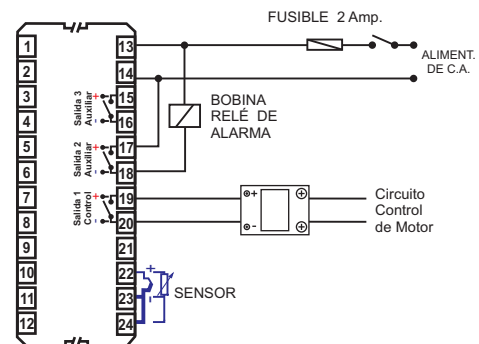 FUSIBLE 2 Amp.
ALIMENT.
DE C.A.
1
2
3
4
5
6
7
8
9
10
11
12
13
14
15
16
17
18
19
20
21
22
23
24
Salida 3
Auxiliar
+
-
Salida 2
Auxiliar
+
-
Salida 1
Control
+
-
BOBINA
RELÉ DE
ALARMA
+
-
Circuito
Control
de Motor
+
-
SENSOR